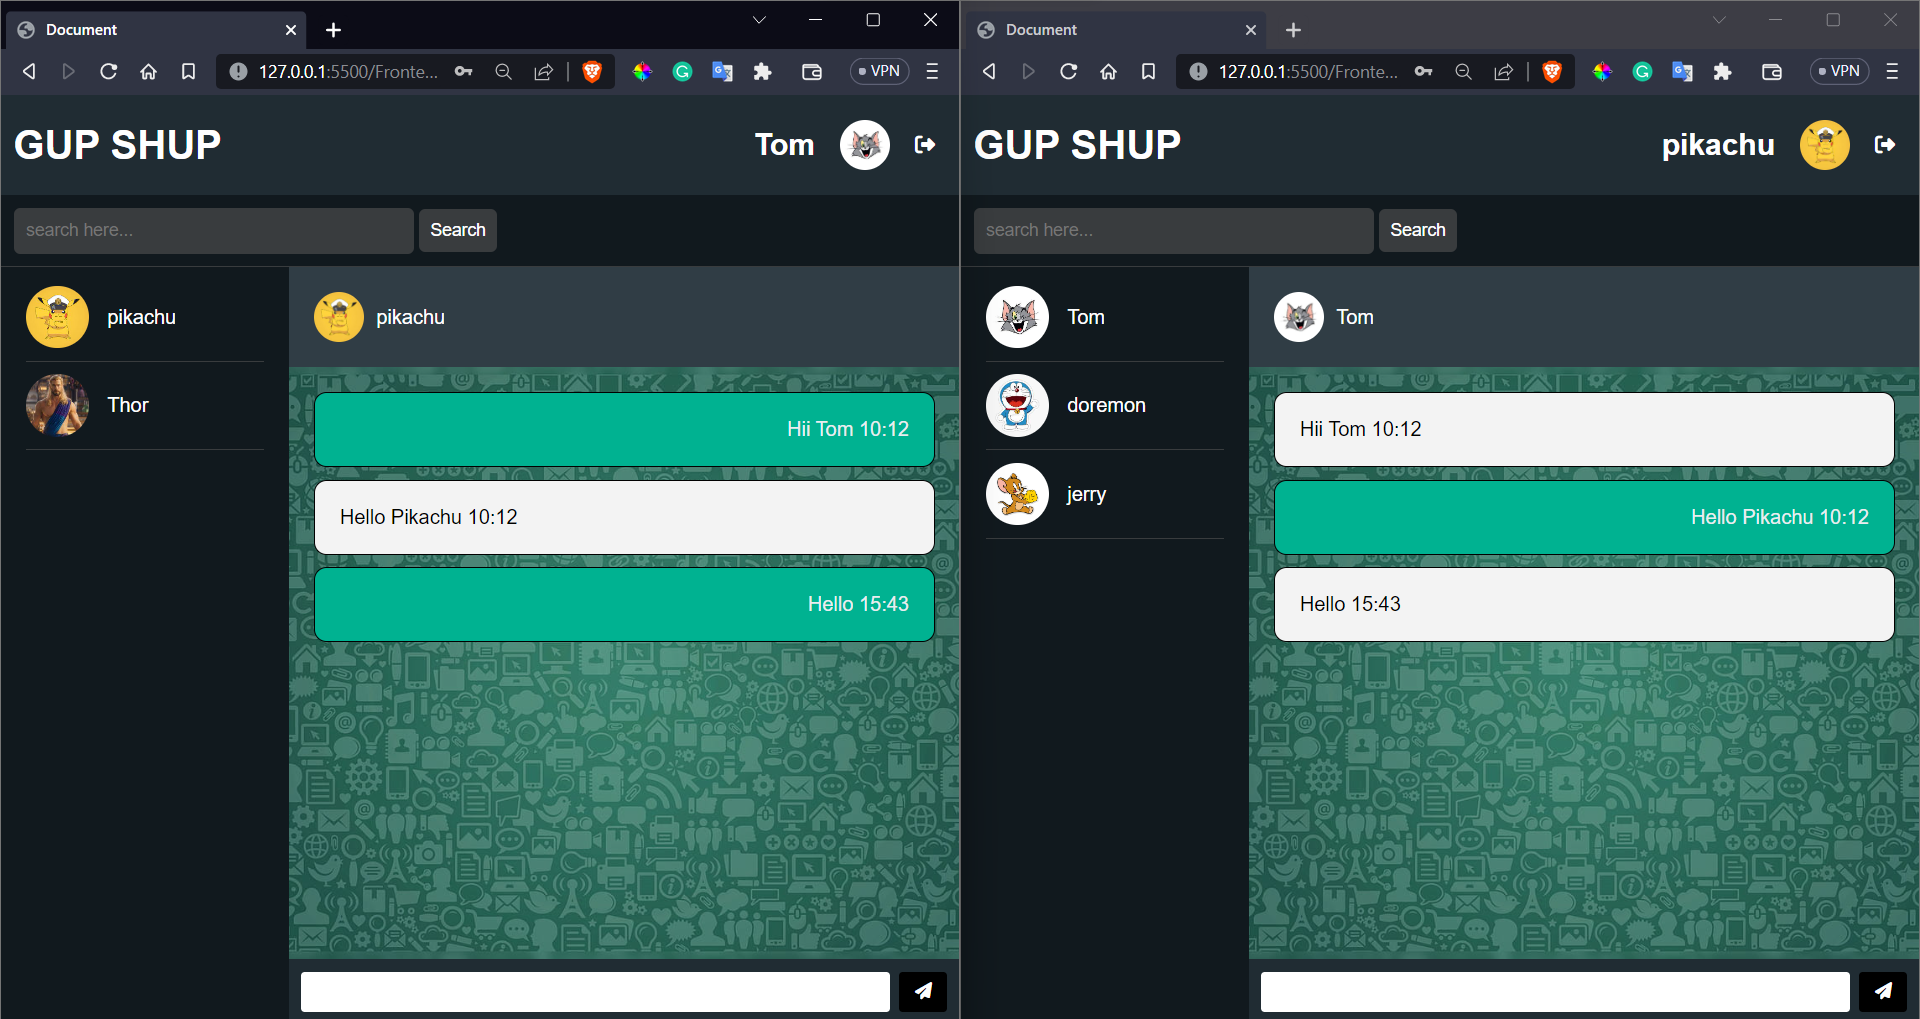 Document
127.0.0.1:5500/Fronte...
VPN
GUP SHUP
Tom
search here...
Search
pikachu
Thor
pikachu
Hii Tom 10:12
Hello Pikachu 10:12
Hello 15:43
Document
127.0.0.1:5500/Fronte...
VPN
GUP SHUP
pikachu
search here...
Search
Tom
doremon
jerry
Tom
Hii Tom 10:12
Hello Pikachu 10:12
Hello 15:43